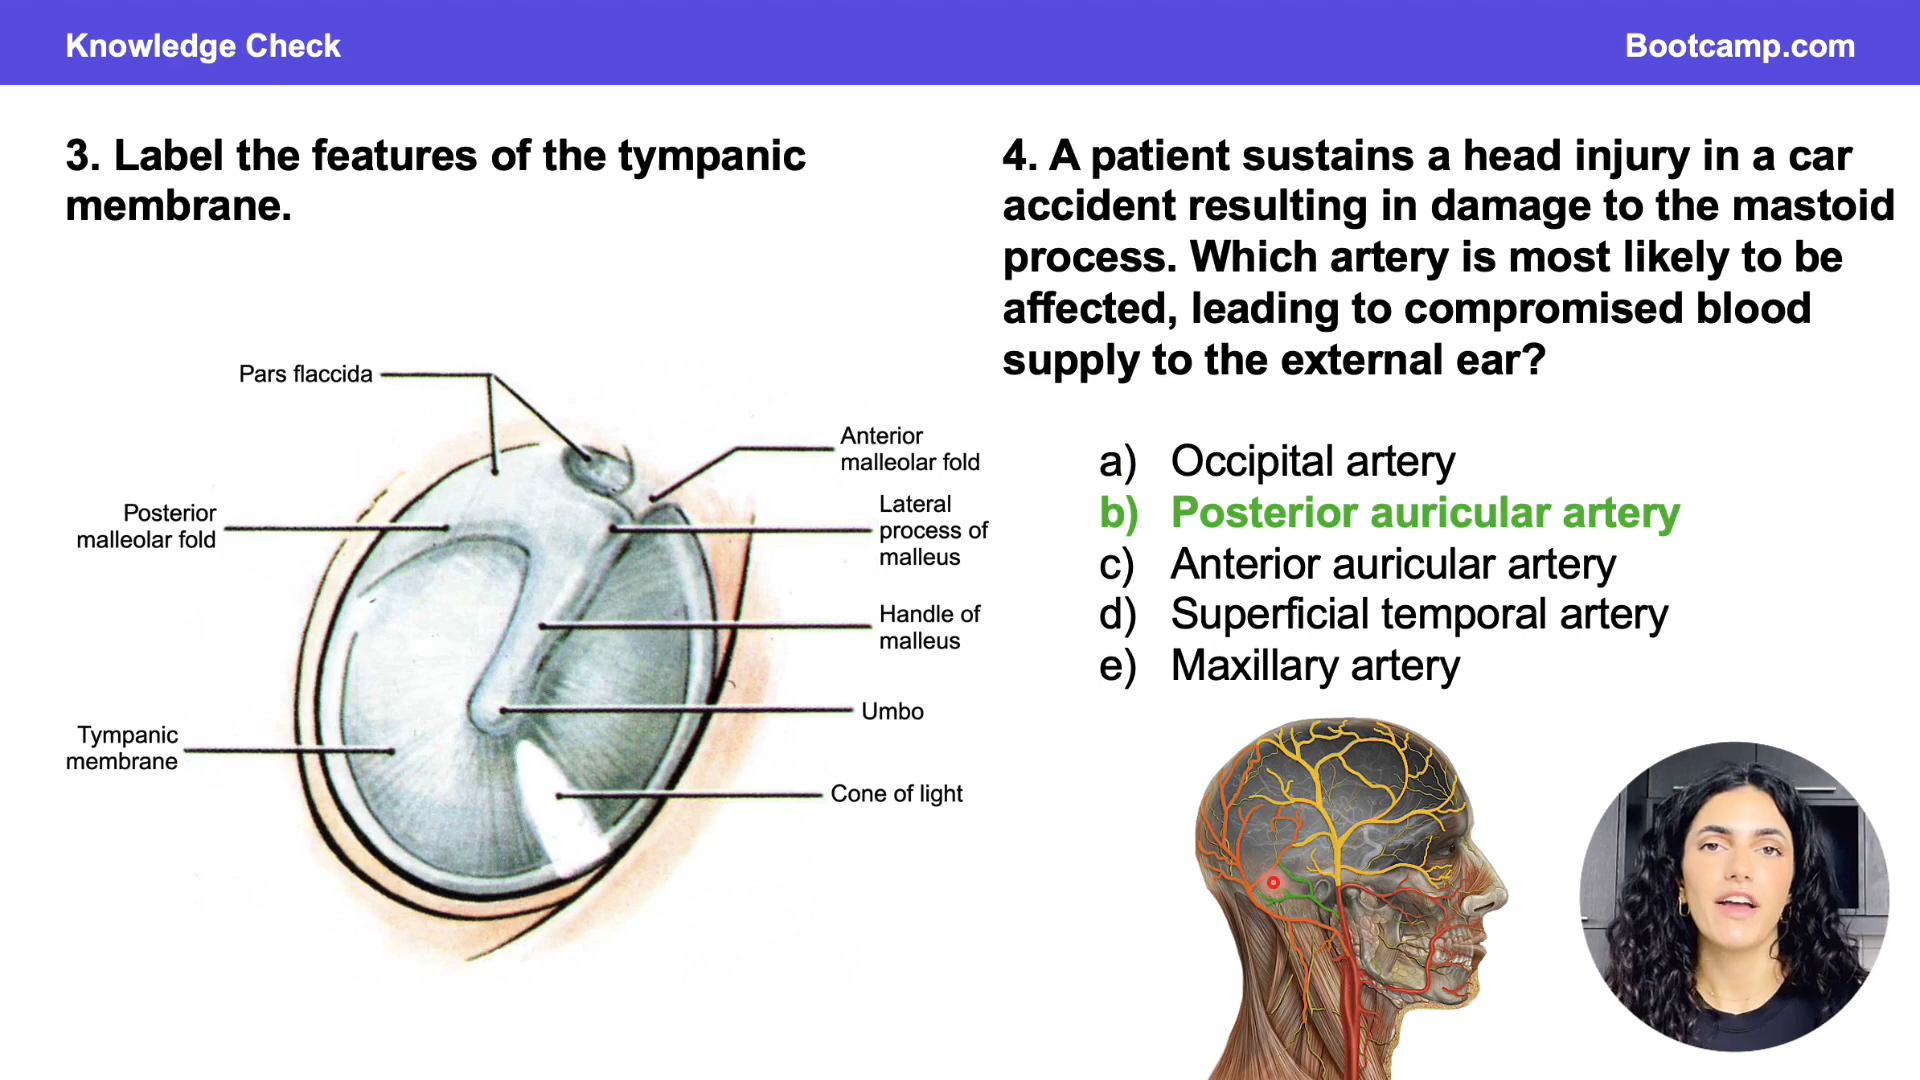 Knowledge Check
Bootcamp.com
3. Label the features of the tympanic
membrane.
Pars flaccida
Anterior
malleolar fold
Lateral
process of
malleus
Posterior
malleolar fold
Handle of
malleus
Umbo
Tympanic
membrane
Cone of light
4. A patient sustains a head injury in a car
accident resulting in damage to the mastoid
process. Which artery is most likely to be
affected, leading to compromised blood
supply to the external ear?
a) Occipital artery
b) Posterior auricular artery
c) Anterior auricular artery
d) Superficial temporal artery
e) Maxillary artery